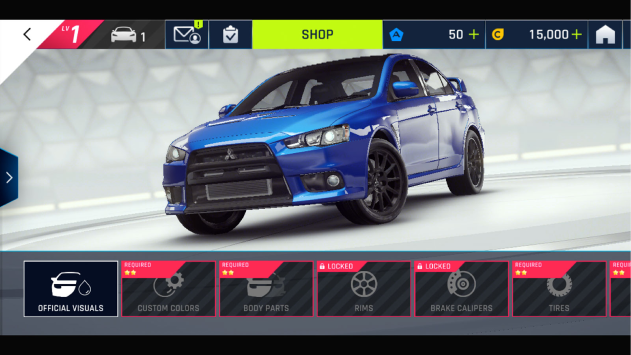 LV 1
1
!
SHOP
50 +
15,000 +
REQUIRED
REQUIRED
LOCKED
LOCKED
REQUIRED
OFFICIAL VISUALS
CUSTOM COLORS
BODY PARTS
RIMS
BRAKE CALIPERS
TIRES